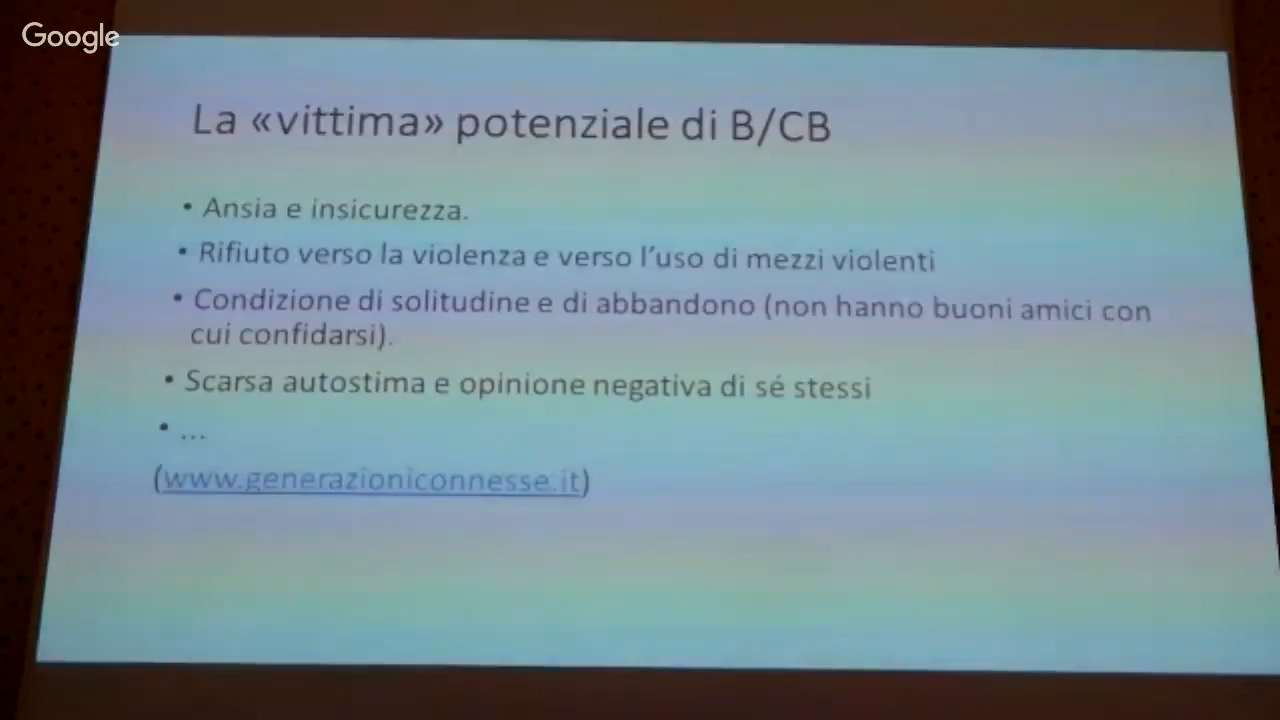 Google
La «vittima» potenziale di B/CB
• Ansia e insicurezza.
• Rifiuto verso la violenza e verso l'uso di mezzi violenti
• Condizione di solitudine e di abbandono (non hanno buoni amici con
cui confidarsi).
• Scarsa autostima e opinione negativa di sé stessi
• ...
(www.generazioniconnesse.it)